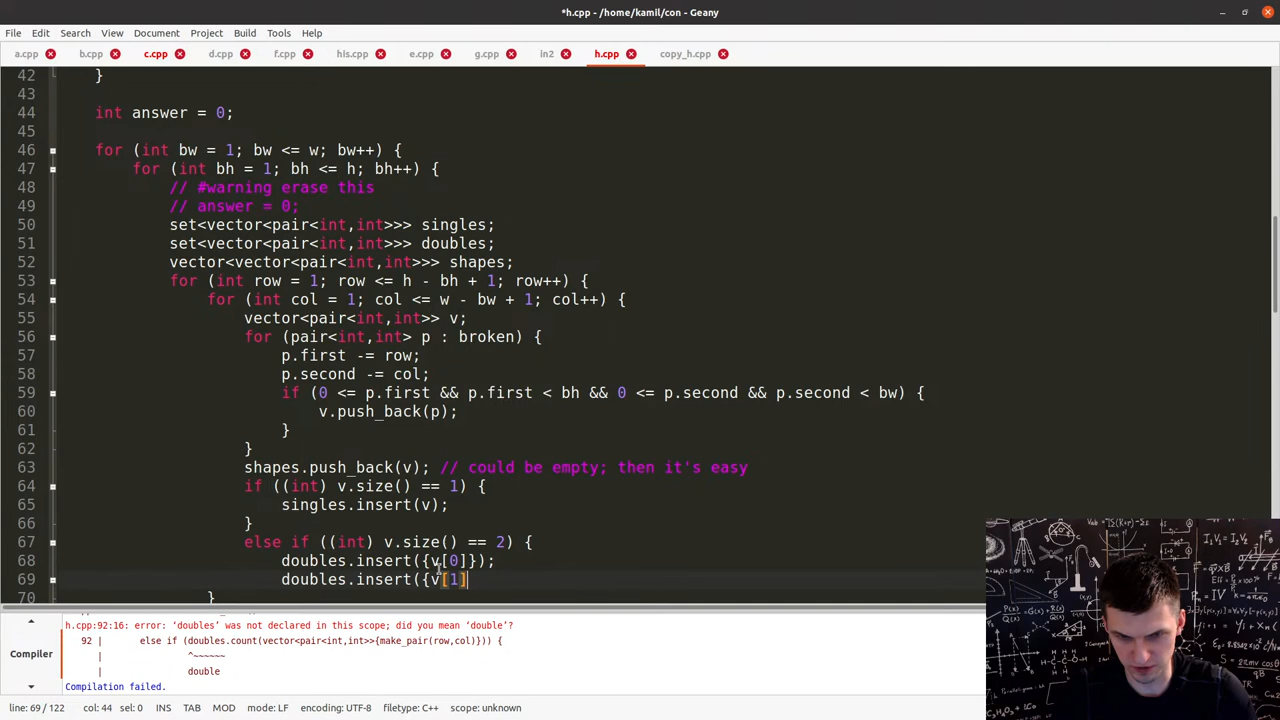 *h.cpp - /home/kamil/con - Geany
File Edit Search View Document Project Build Tools Help
a.cpp b.cpp c.cpp d.cpp f.cpp his.cpp e.cpp g.cpp in2 h.cpp copy_h.cpp
42 }
43
44 int answer = 0;
45
46 for (int bw = 1; bw <= w; bw++) {
47 for (int bh = 1; bh <= h; bh++) {
48 // #warning erase this
49 // answer = 0;
50 set<vector<pair<int,int>>> singles;
51 set<vector<pair<int,int>>> doubles;
52 vector<vector<pair<int,int>>> shapes;
53 for (int row = 1; row <= h - bh + 1; row++) {
54 for (int col = 1; col <= w - bw + 1; col++) {
55 vector<pair<int,int>> v;
56 for (pair<int,int> p : broken) {
57 p.first -= row;
58 p.second -= col;
59 if (0 <= p.first && p.first < bh && 0 <= p.second && p.second < bw) {
60 v.push_back(p);
61 }
62 }
63 shapes.push_back(v); // could be empty; then it's easy
64 if ((int) v.size() == 1) {
65 singles.insert(v);
66 }
67 else if ((int) v.size() == 2) {
68 doubles.insert({v[0]});
69 doubles.insert({v[1]
70 }
h.cpp:92:16: error: ‘doubles’ was not declared in this scope; did you mean ‘double’?
92 | else if (doubles.count(vector<pair<int,int>>{make_pair(row,col)})) {
| ^~~~~~~
Compiler
| double
Compilation failed.
line: 69 / 122 col: 44 sel: 0 INS TAB MOD mode: LF encoding: UTF-8 filetype: C++ scope: unknown